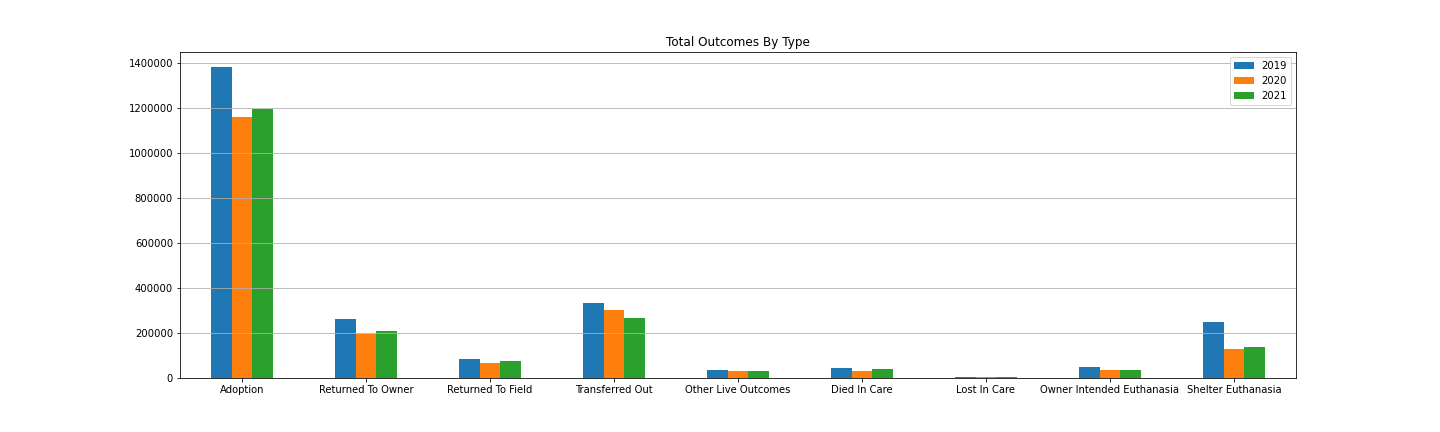 Total Outcomes By Type
1400000
1200000
1000000
800000
600000
400000
200000
0
2019
2020
2021
Adoption
Returned To Owner
Returned To Field
Transferred Out
Other Live Outcomes
Died In Care
Lost In Care
Owner Intended Euthanasia
Shelter Euthanasia